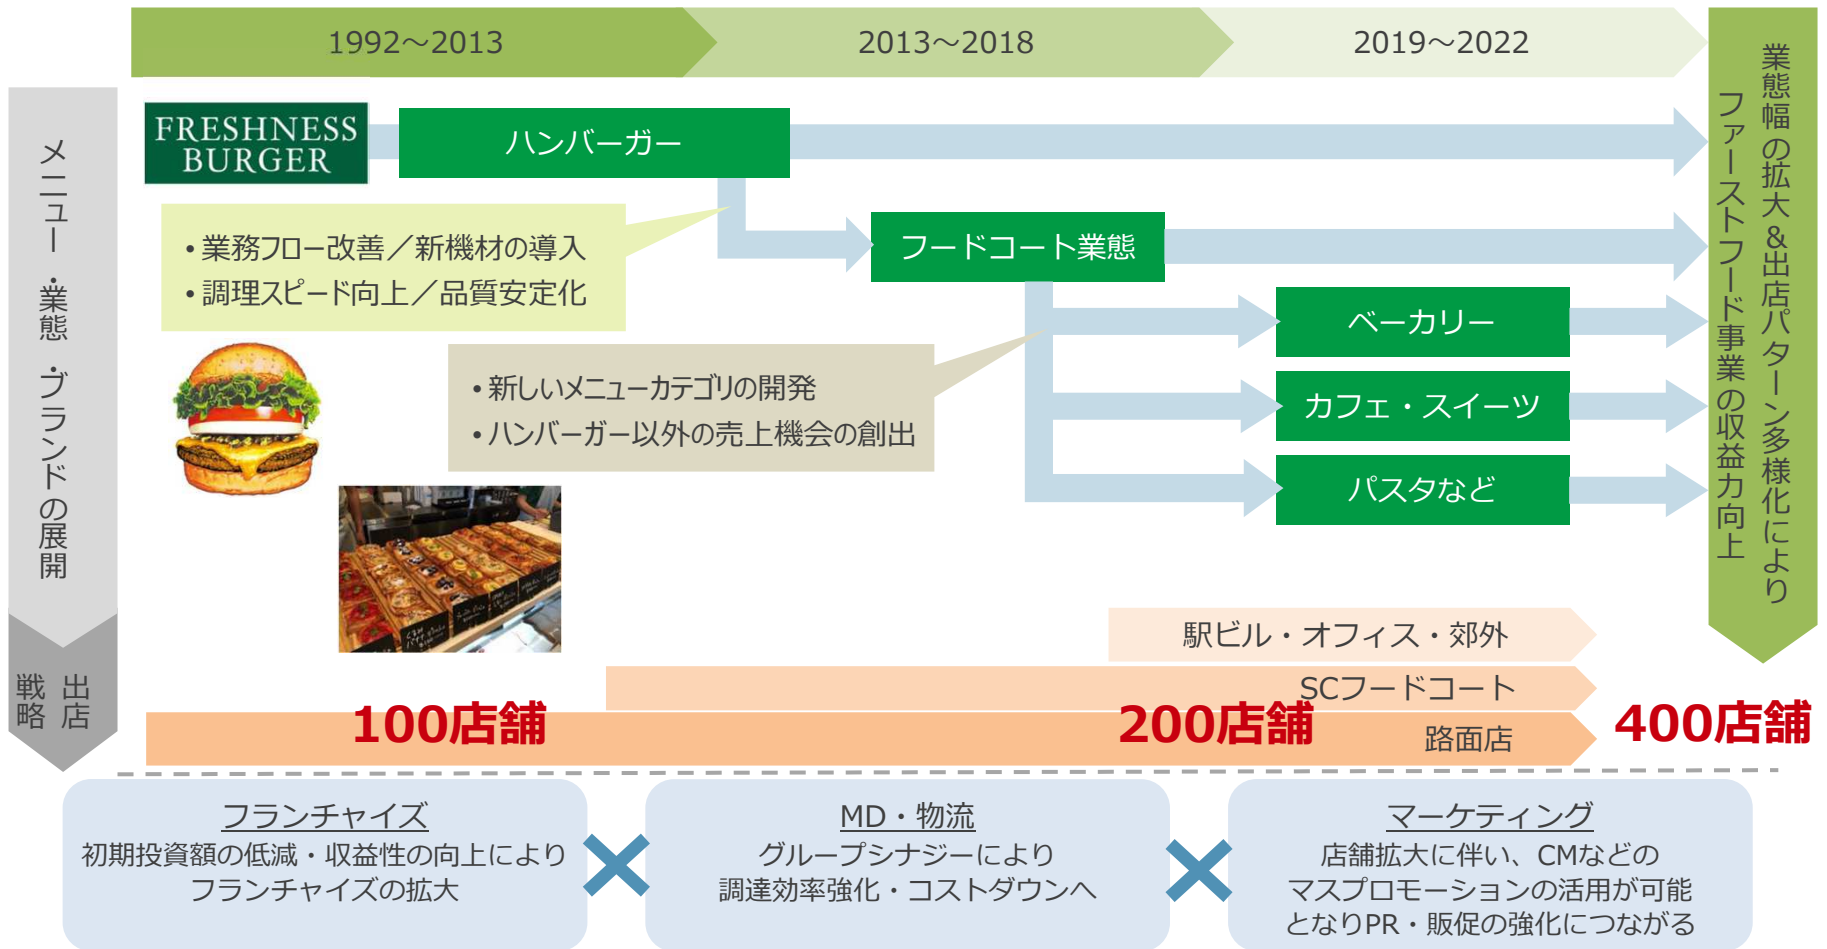 1992～2013
2013～2018
2019～2022
メニュー・業態・ブランドの展開
FRESHNESS
BURGER
ハンバーガー
・業務フロー改善／新機材の導入
・調理スピード向上／品質安定化
フードコート業態
・新しいメニューカテゴリの開発
・ハンバーガー以外の売上機会の創出
ベーカリー
カフェ・スイーツ
パスタなど
業態幅の拡大＆出店パターン多様化により
ファーストフード事業の収益力向上
出店
戦略
駅ビル・オフィス・郊外
SCフードコート
路面店
100店舗
200店舗
400店舗
フランチャイズ
初期投資額の低減・収益性の向上により
フランチャイズの拡大
MD・物流
グループシナジーにより
調達効率強化・コストダウンへ
マーケティング
店舗拡大に伴い、CMなどの
マスプロモーションの活用が可能
となりPR・販促の強化につながる